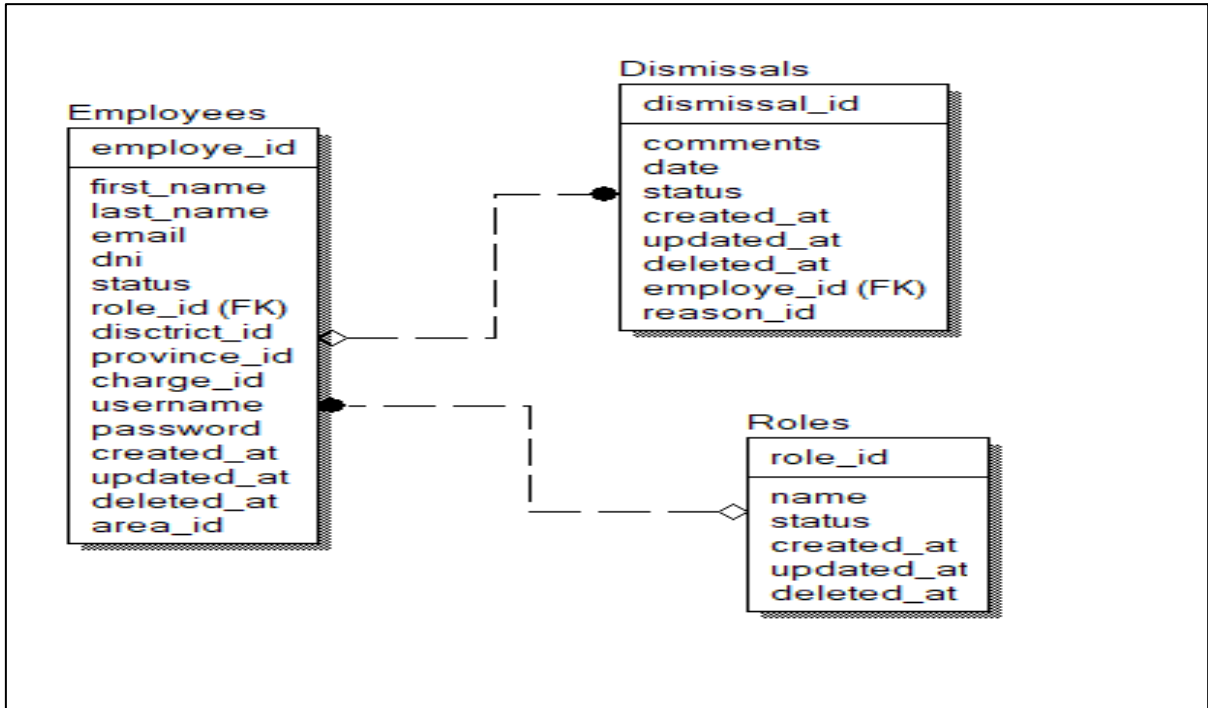 Employees
employe_id
first_name
last_name
email
dni
status
role_id (FK)
disctrict_id
province_id
charge_id
username
password
created_at
updated_at
deleted_at
area_id
Dismissals
dismissal_id
comments
date
status
created_at
updated_at
deleted_at
employe_id (FK)
reason_id
Roles
role_id
name
status
created_at
updated_at
deleted_at